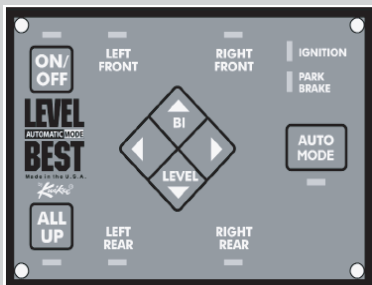 ON/
OFF
LEFT
FRONT
RIGHT
FRONT
IGNITION
PARK
BRAKE
LEVEL
AUTOMATIC MODE
BEST
Made in the U.S.A.
Kwikee
BI
LEVEL
AUTO
MODE
ALL
UP
LEFT
REAR
RIGHT
REAR